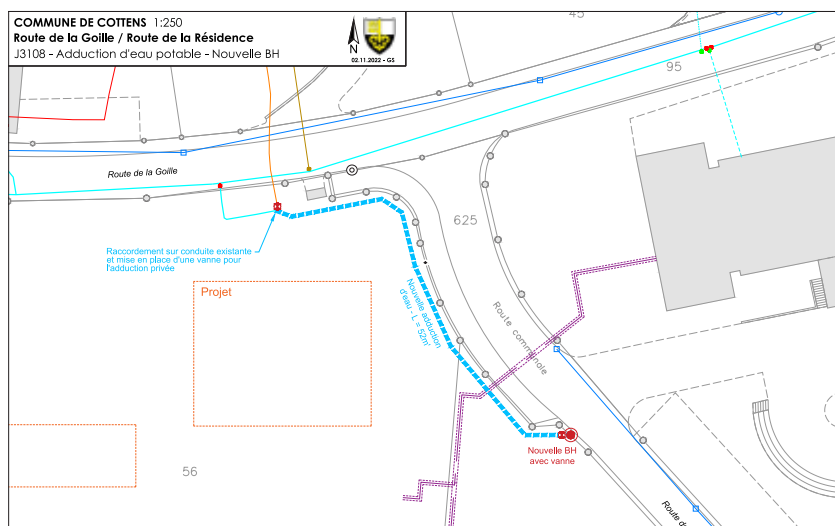 COMMUNE DE COTTENS 1:250
Route de la Goille / Route de la Résidence
J3108 - Adduction d'eau potable - Nouvelle BH
N
02.11.2022 - GS
45
95
Route de la Goille
625
Raccordement sur conduite existante
et mise en place d'une vanne pour
l'adduction privée
Projet
Nouvelle adduction
d'eau - L = 52m'
Route communale
Nouvelle BH
avec vanne
56
Route de